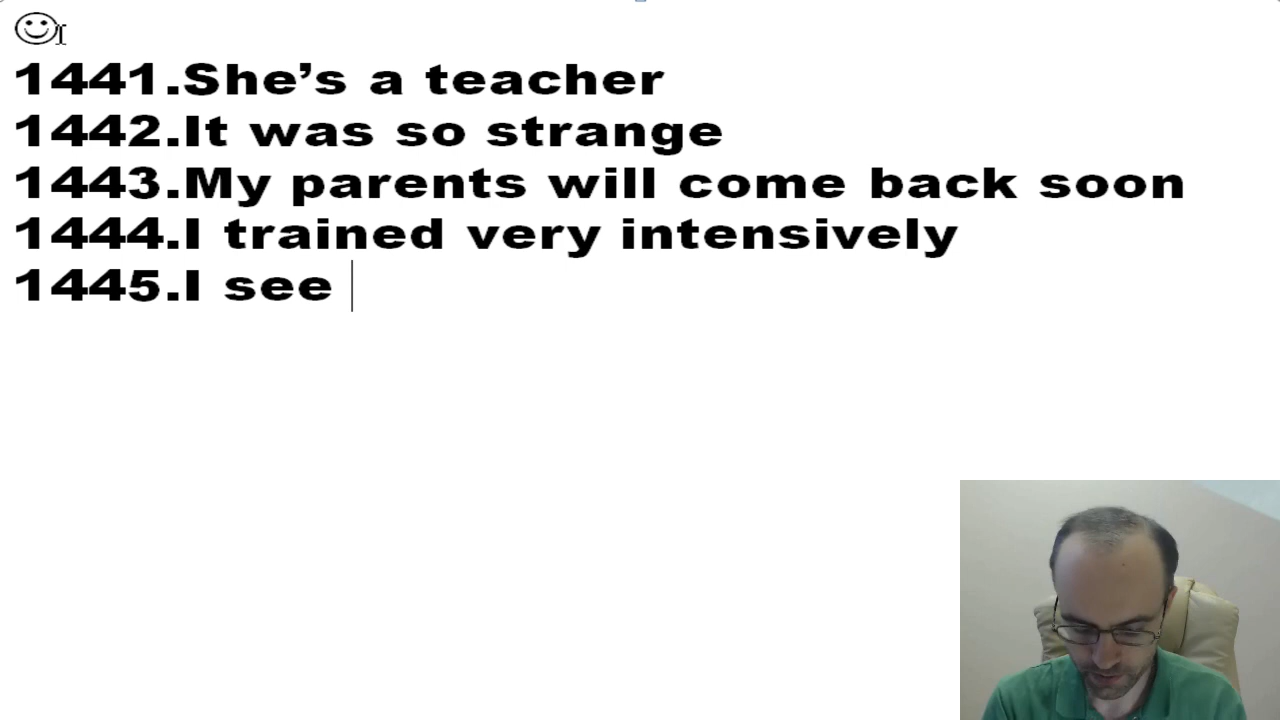 1441.She’s a teacher
1442.It was so strange
1443.My parents will come back soon
1444.I trained very intensively
1445.I see